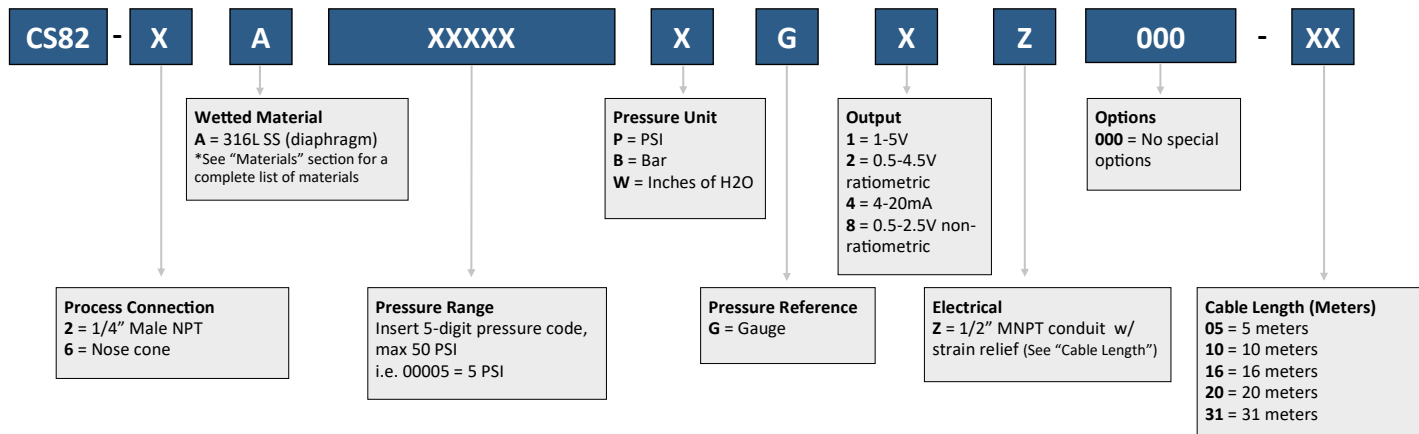 CS82 - X A XXXXX X G X Z 000 - XX
Wetted Material
A = 316L SS (diaphragm)
*See “Materials” section for a
complete list of materials
Pressure Unit
P = PSI
B = Bar
W = Inches of H2O
Output
1 = 1-5V
2 = 0.5-4.5V
ratiometric
4 = 4-20mA
8 = 0.5-2.5V non-
ratiometric
Options
000 = No special
options
Process Connection
2 = 1/4” Male NPT
6 = Nose cone
Pressure Range
Insert 5-digit pressure code,
max 50 PSI
i.e. 00005 = 5 PSI
Pressure Reference
G = Gauge
Electrical
Z = 1/2” MNPT conduit w/
strain relief (See “Cable Length”)
Cable Length (Meters)
05 = 5 meters
10 = 10 meters
16 = 16 meters
20 = 20 meters
31 = 31 meters